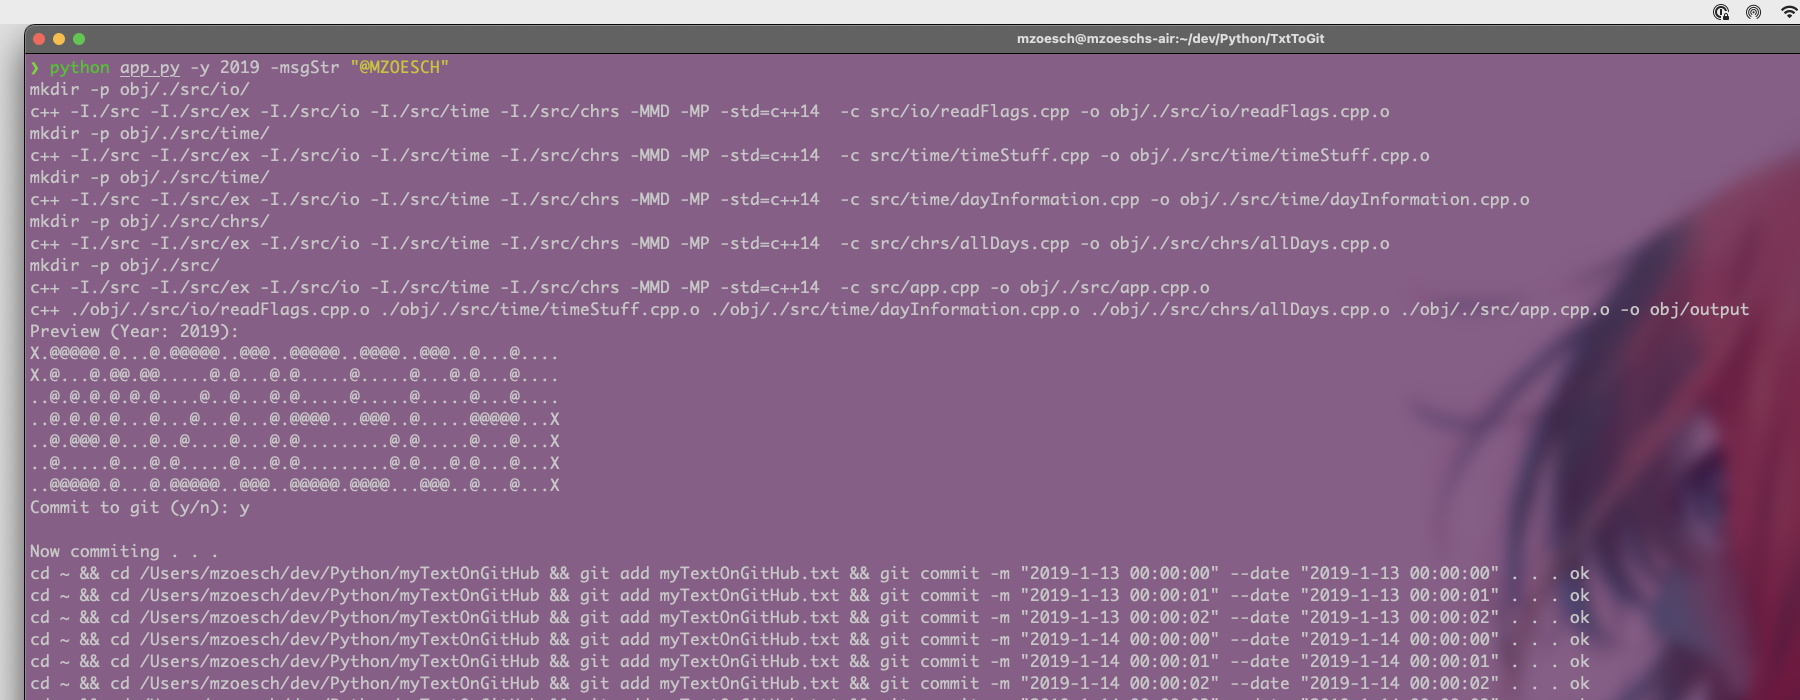 mzoesch@mzoeschs-air:~/dev/Python/TxtToGit
❯ python app.py -y 2019 -msgStr "@MZOESCH"
mkdir -p obj/./src/io/
c++ -I./src -I./src/ex -I./src/io -I./src/time -I./src/chrs -MMD -MP -std=c++14  -c src/io/readFlags.cpp -o obj/./src/io/readFlags.cpp.o
mkdir -p obj/./src/time/
c++ -I./src -I./src/ex -I./src/io -I./src/time -I./src/chrs -MMD -MP -std=c++14  -c src/time/timeStuff.cpp -o obj/./src/time/timeStuff.cpp.o
mkdir -p obj/./src/time/
c++ -I./src -I./src/ex -I./src/io -I./src/time -I./src/chrs -MMD -MP -std=c++14  -c src/time/dayInformation.cpp -o obj/./src/time/dayInformation.cpp.o
mkdir -p obj/./src/chrs/
c++ -I./src -I./src/ex -I./src/io -I./src/time -I./src/chrs -MMD -MP -std=c++14  -c src/chrs/allDays.cpp -o obj/./src/chrs/allDays.cpp.o
mkdir -p obj/./src/
c++ -I./src -I./src/ex -I./src/io -I./src/time -I./src/chrs -MMD -MP -std=c++14  -c src/app.cpp -o obj/./src/app.cpp.o
c++ ./obj/./src/io/readFlags.cpp.o ./obj/./src/time/timeStuff.cpp.o ./obj/./src/time/dayInformation.cpp.o ./obj/./src/chrs/allDays.cpp.o ./obj/./src/app.cpp.o -o obj/output
Preview (Year: 2019):
X.@@@@@.@...@.@@@@@..@@@..@@@@@..@@@@..@@@..@...@....
X.@...@.@@.@@.....@.@...@.@.....@.....@...@.@...@....
..@.@.@.@.@.@....@..@...@.@.....@.....@.....@...@....
..@.@.@.@...@...@...@...@.@@@@...@@@..@.....@@@@@...X
..@.@@@.@...@..@....@...@.@.........@.@.....@...@...X
..@.....@...@.@.....@...@.@.........@.@...@.@...@...X
..@@@@@.@...@.@@@@@..@@@..@@@@@.@@@@...@@@..@...@...X
Commit to git (y/n): y
Now commiting . . .
cd ~ && cd /Users/mzoesch/dev/Python/myTextOnGitHub && git add myTextOnGitHub.txt && git commit -m "2019-1-13 00:00:00" --date "2019-1-13 00:00:00" . . . ok
cd ~ && cd /Users/mzoesch/dev/Python/myTextOnGitHub && git add myTextOnGitHub.txt && git commit -m "2019-1-13 00:00:01" --date "2019-1-13 00:00:01" . . . ok
cd ~ && cd /Users/mzoesch/dev/Python/myTextOnGitHub && git add myTextOnGitHub.txt && git commit -m "2019-1-13 00:00:02" --date "2019-1-13 00:00:02" . . . ok
cd ~ && cd /Users/mzoesch/dev/Python/myTextOnGitHub && git add myTextOnGitHub.txt && git commit -m "2019-1-14 00:00:00" --date "2019-1-14 00:00:00" . . . ok
cd ~ && cd /Users/mzoesch/dev/Python/myTextOnGitHub && git add myTextOnGitHub.txt && git commit -m "2019-1-14 00:00:01" --date "2019-1-14 00:00:01" . . . ok
cd ~ && cd /Users/mzoesch/dev/Python/myTextOnGitHub && git add myTextOnGitHub.txt && git commit -m "2019-1-14 00:00:02" --date "2019-1-14 00:00:02" . . . ok